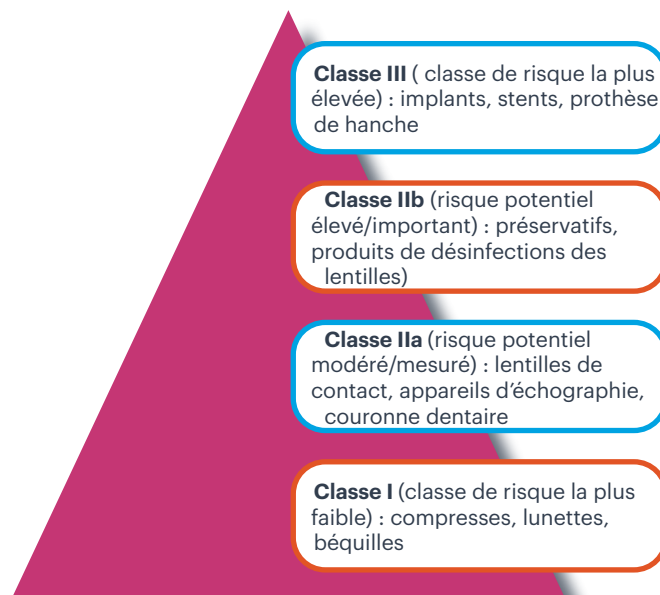 Classe III ( classe de risque la plus
élevée) : implants, stents, prothèse
de hanche
Classe IIb (risque potentiel
élevé/important) : préservatifs,
produits de désinfections des
lentilles)
Classe IIa (risque potentiel
modéré/mesuré) : lentilles de
contact, appareils d’échographie,
couronne dentaire
Classe I (classe de risque la plus
faible) : compresses, lunettes,
béquilles